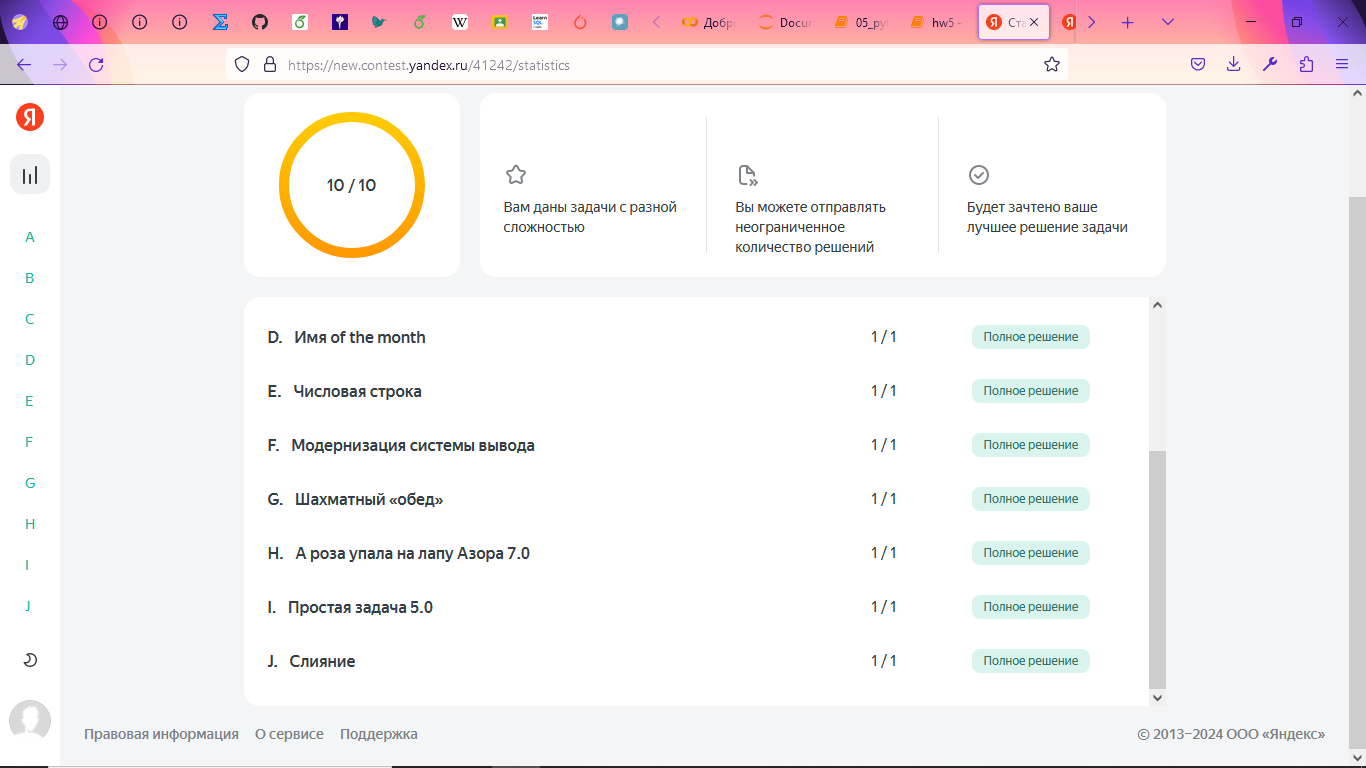 Добр
Docu
05_py
hw5 -
Ста
https://new.contest.yandex.ru/41242/statistics
Я
10 / 10
Вам даны задачи с разной
сложностью
Вы можете отправлять
неограниченное
количество решений
Будет зачтено ваше
лучшее решение задачи
A
B
C
D
E
F
G
H
I
J
D. Имя of the month 1 / 1 Полное решение
E. Числовая строка 1 / 1 Полное решение
F. Модернизация системы вывода 1 / 1 Полное решение
G. Шахматный «обед» 1 / 1 Полное решение
H. А роза упала на лапу Азора 7.0 1 / 1 Полное решение
I. Простая задача 5.0 1 / 1 Полное решение
J. Слияние 1 / 1 Полное решение
Правовая информация О сервисе Поддержка © 2013–2024 ООО «Яндекс»